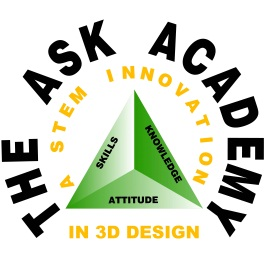 THE ASK ACADEMY
A STEM INNOVATION
SKILLS
KNOWLEDGE
ATTITUDE
IN 3D DESIGN